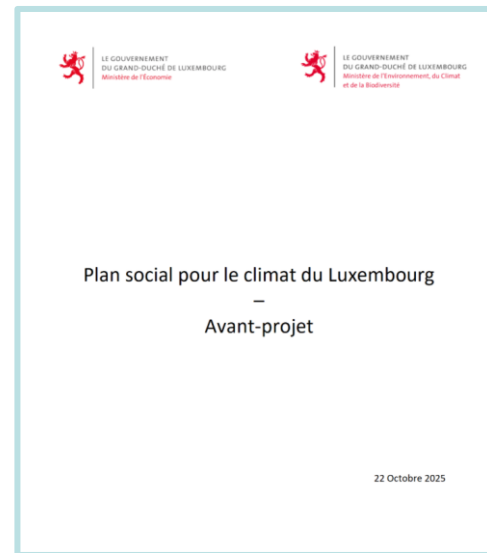 LE GOUVERNEMENT
DU GRAND-DUCHÉ DE LUXEMBOURG
Ministère de l'Économie
LE GOUVERNEMENT
DU GRAND-DUCHÉ DE LUXEMBOURG
Ministère de l'Environnement, du Climat
et de la Biodiversité
Plan social pour le climat du Luxembourg
–
Avant-projet
22 Octobre 2025